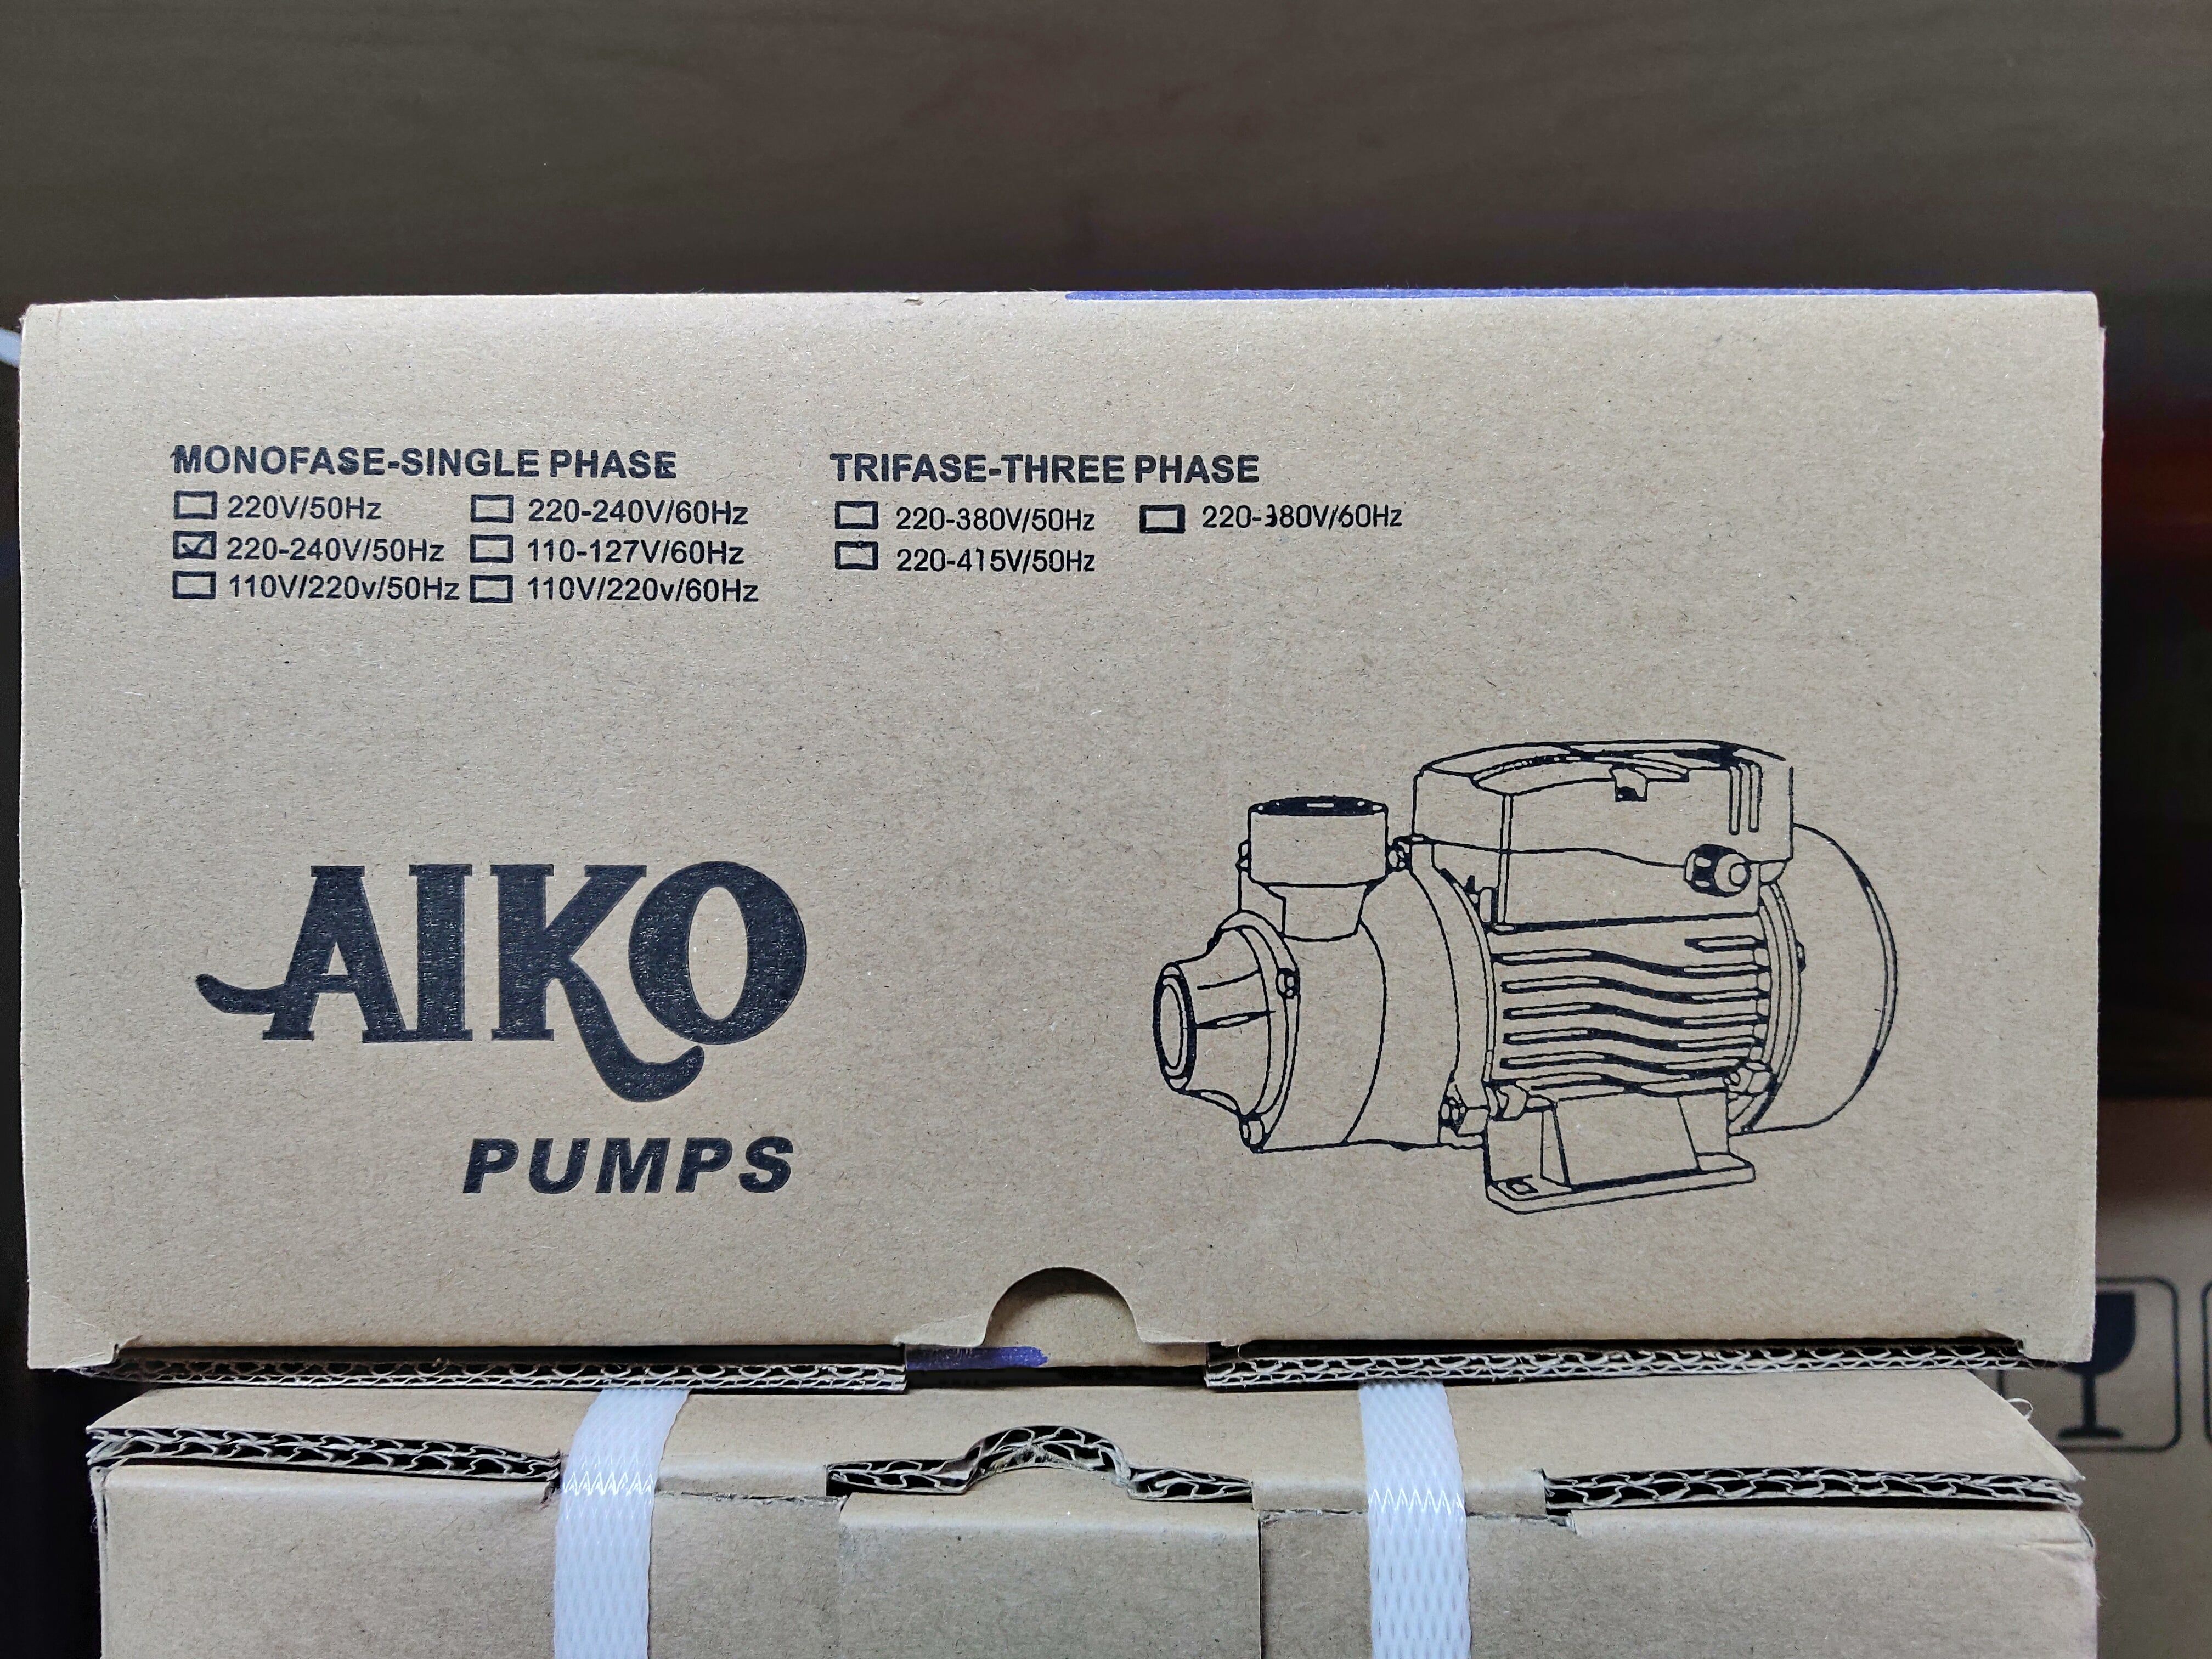 MONOFASE-SINGLE PHASE
220V/50Hz 220-240V/60Hz
220-240V/50Hz 110-127V/60Hz
110V/220v/50Hz 110V/220v/60Hz
TRIFASE-THREE PHASE
220-380V/50Hz 220-380V/60Hz
220-415V/50Hz
AIKO
PUMPS